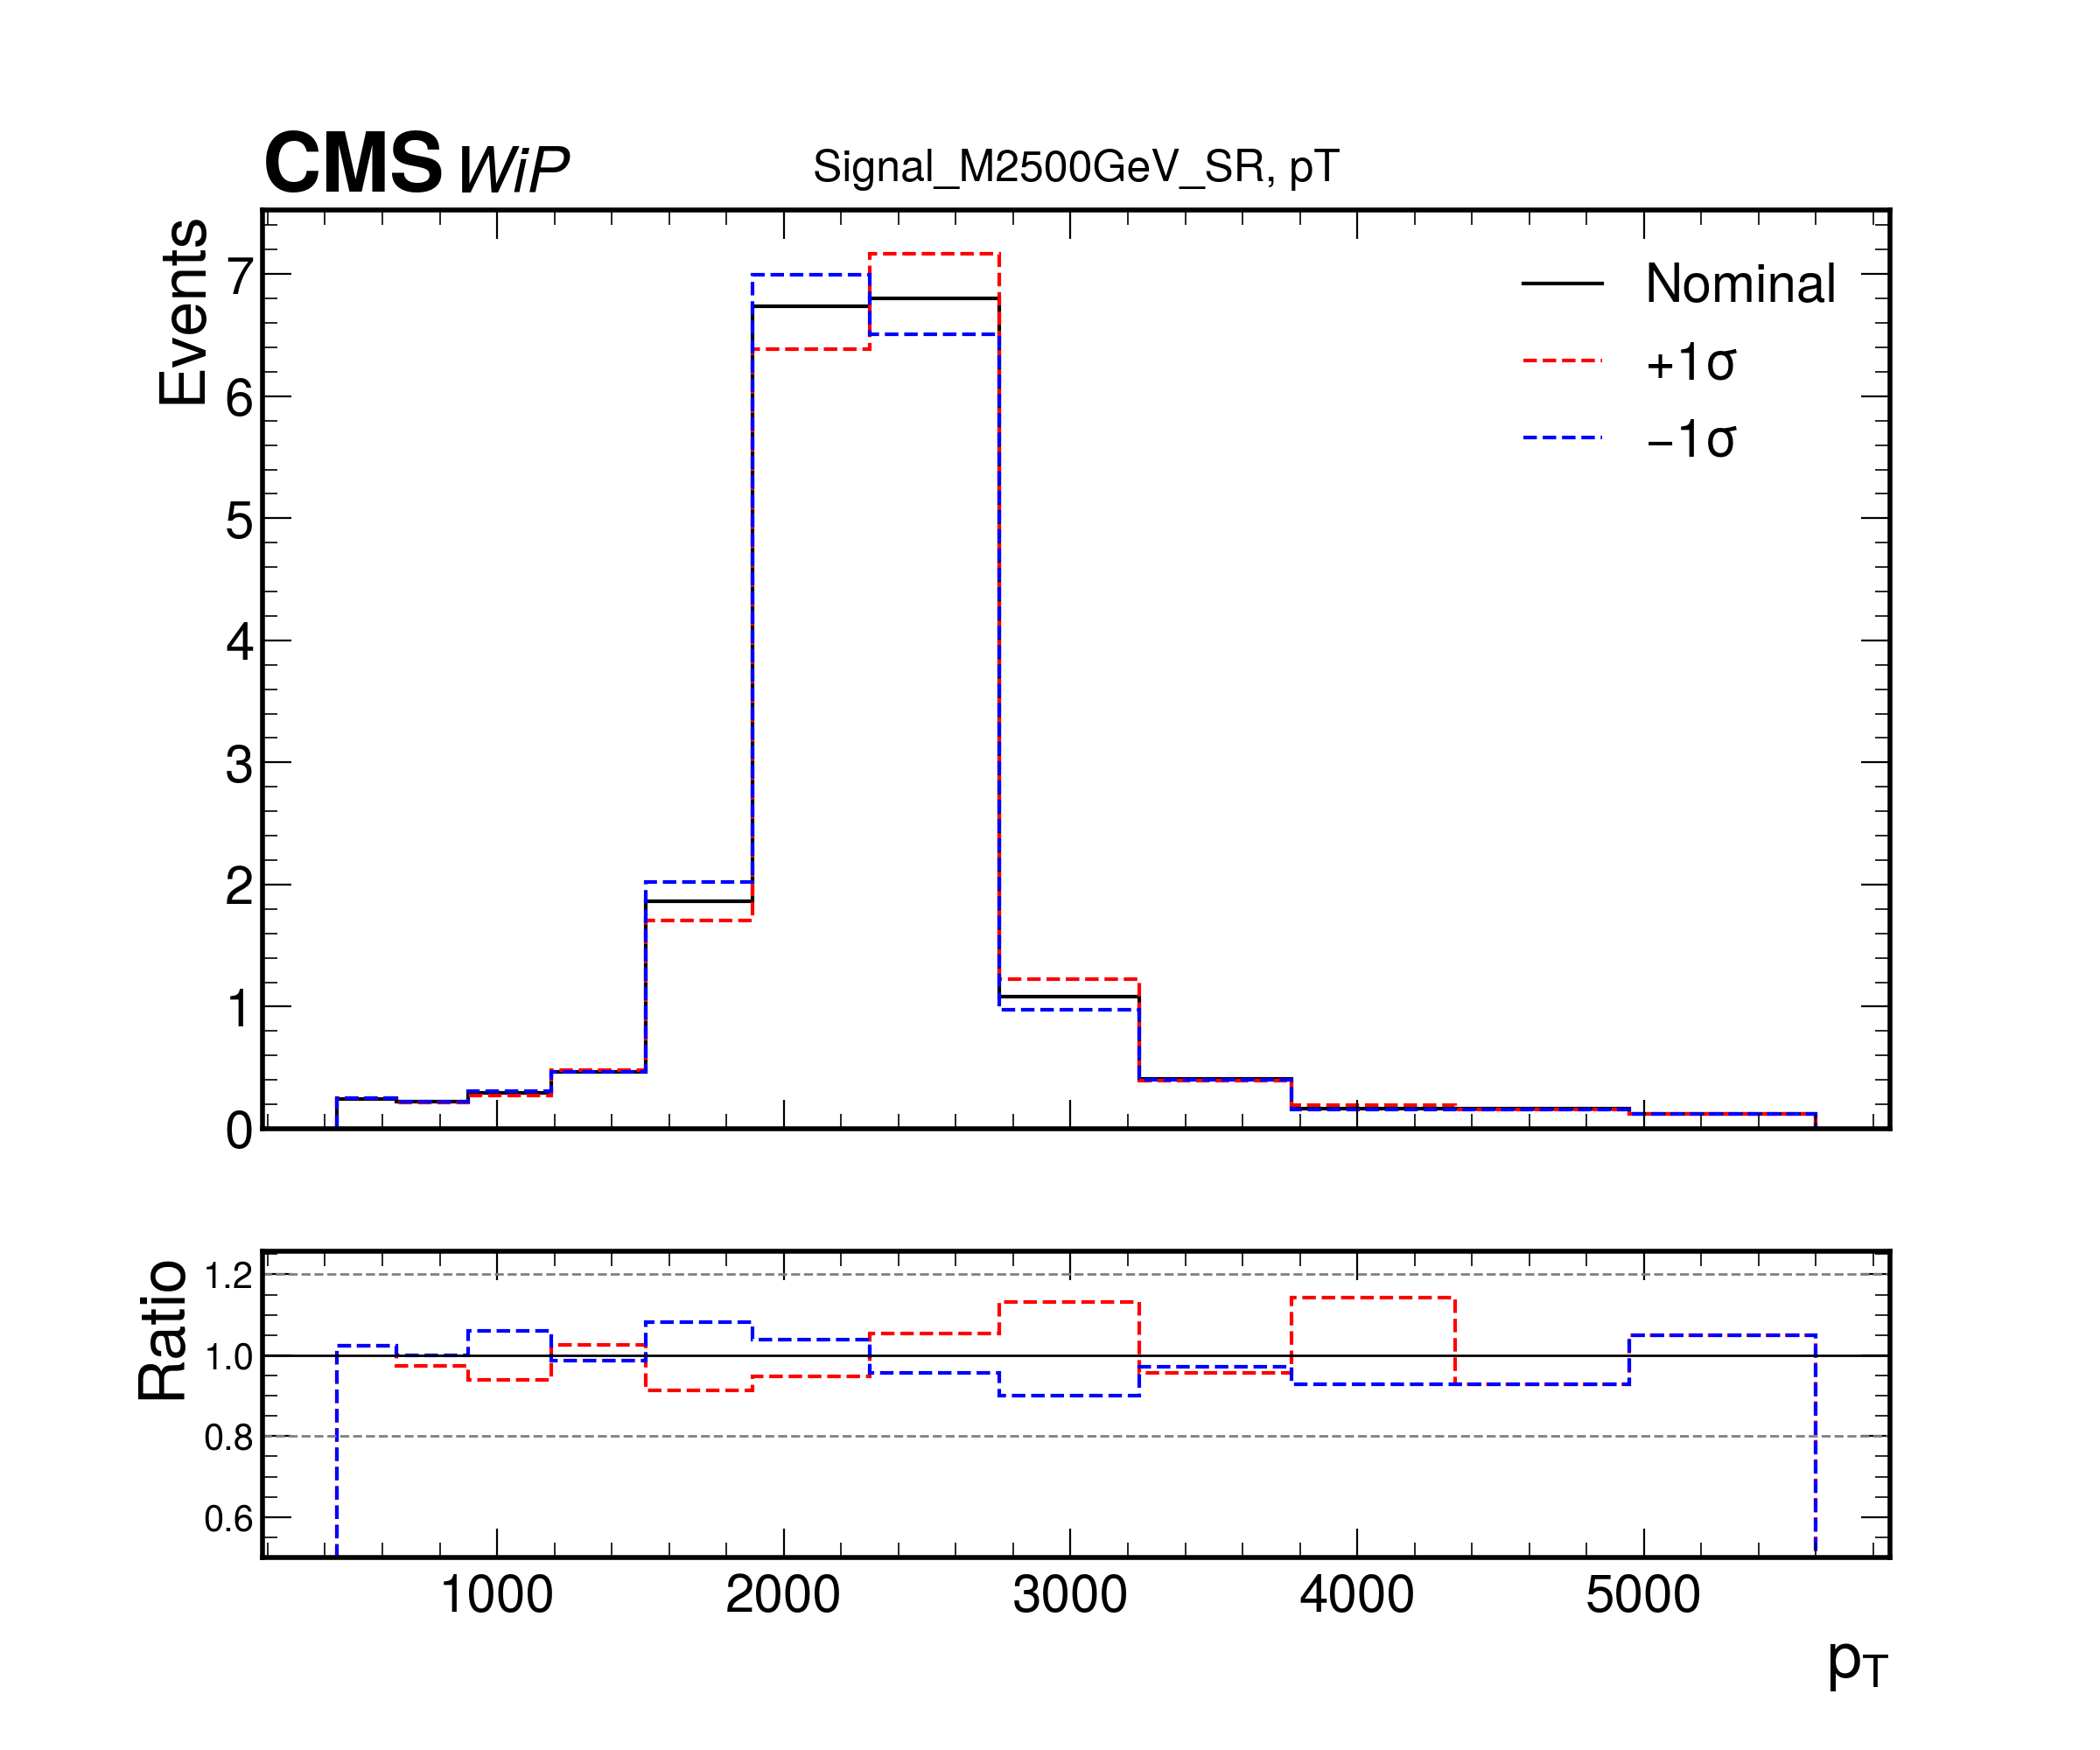 CMS WiP
Signal_M2500GeV_SR, pT
Events
7
6
5
4
3
2
1
0
Nominal
+1σ
−1σ
Ratio
1.2
1.0
0.8
0.6
1000 2000 3000 4000 5000
pT